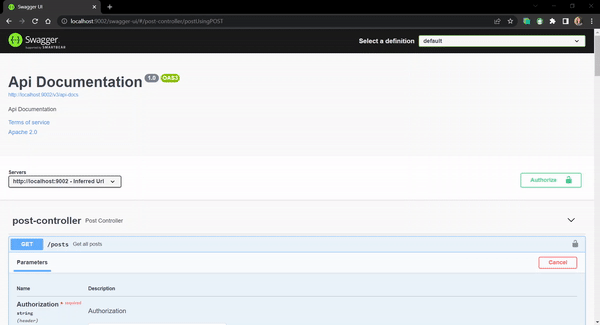 Swagger UI
localhost:9002/swagger-ui/#/post-controller/postUsingPOST
Swagger
Supported by SMARTBEAR
Select a definition
default
Api Documentation 1.0 OAS3
http://localhost:9002/v3/api-docs
Api Documentation
Terms of service
Apache 2.0
Servers
http://localhost:9002 - Inferred Url
Authorize
post-controller Post Controller
GET /posts Get all posts
Parameters
Cancel
Name Description
Authorization * required
string
(header)
Authorization